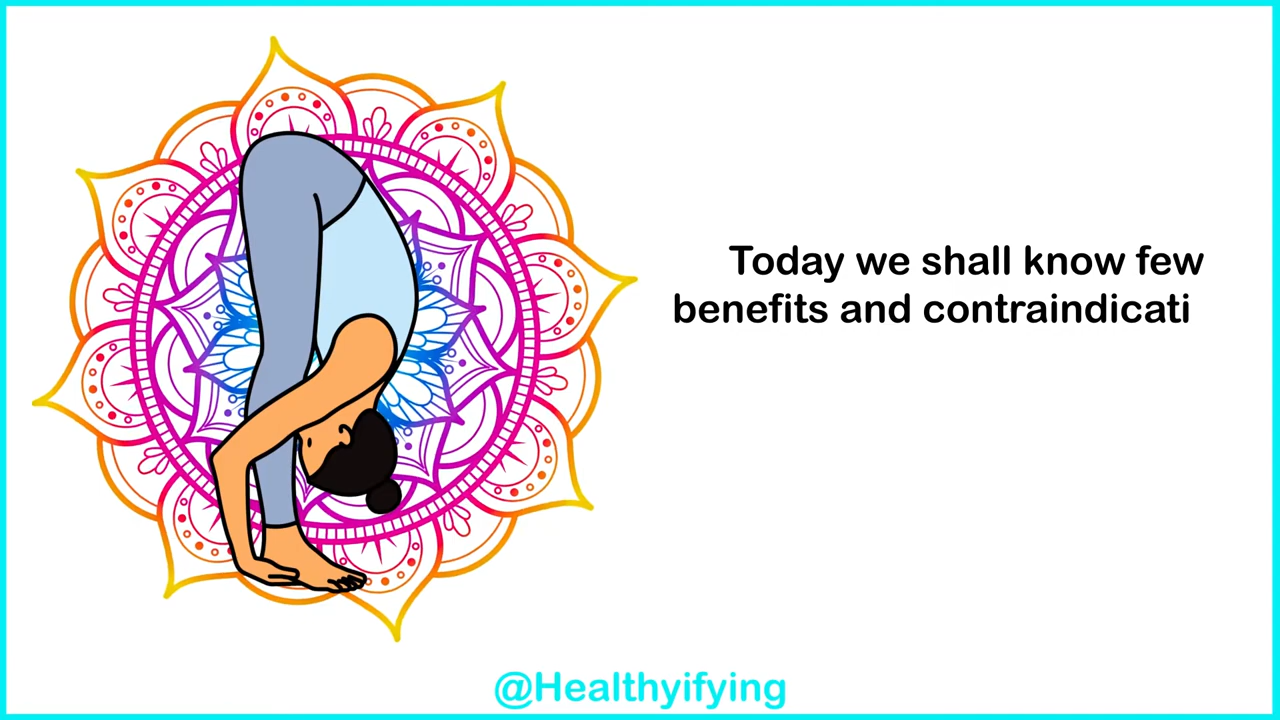 Today we shall know few
benefits and contraindicati
@Healthyifying